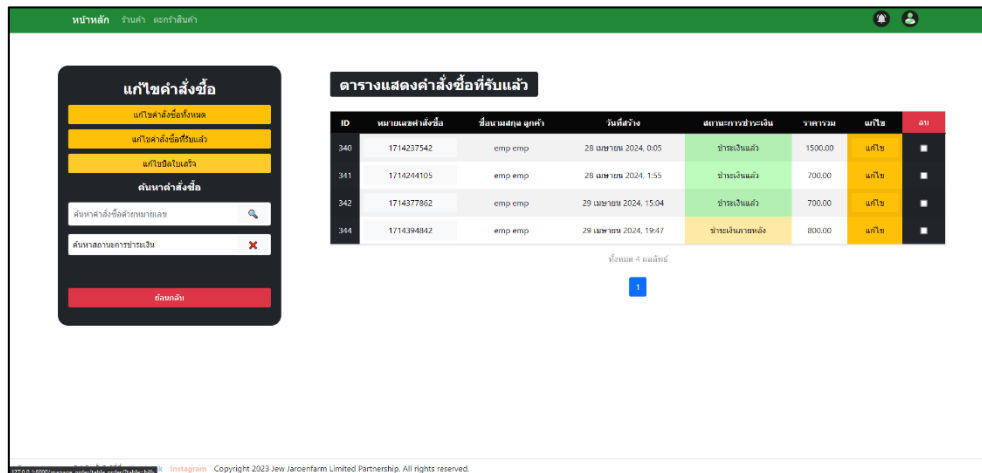 หน้าหลัก ร้านค้า ตะกร้าสินค้า
แก้ไขคำสั่งซื้อ
แก้ไขคำสั่งซื้อทั้งหมด
แก้ไขคำสั่งซื้อที่รับแล้ว
แก้ไขบิลใบเสร็จ
ค้นหาคำสั่งซื้อ
ค้นหาคำสั่งซื้อด้วยหมายเลข
ค้นหาสถานะการชำระเงิน
ย้อนกลับ
ตารางแสดงคำสั่งซื้อที่รับแล้ว
ID หมายเลขคำสั่งซื้อ ชื่อนามสกุล ลูกค้า วันที่สร้าง สถานะการชำระเงิน ราคารวม แก้ไข ลบ
340 1714237542 emp emp 28 เมษายน 2024, 0:05 ชำระเงินแล้ว 1500.00 แก้ไข
341 1714244105 emp emp 28 เมษายน 2024, 1:55 ชำระเงินแล้ว 700.00 แก้ไข
342 1714377862 emp emp 29 เมษายน 2024, 15:04 ชำระเงินแล้ว 700.00 แก้ไข
344 1714394842 emp emp 29 เมษายน 2024, 19:47 ชำระเงินภายหลัง 800.00 แก้ไข
ทั้งหมด 4 ผลลัพธ์
1
Instagram Copyright 2023 Jew Jaroenfarm Limited Partnership. All rights reserved.